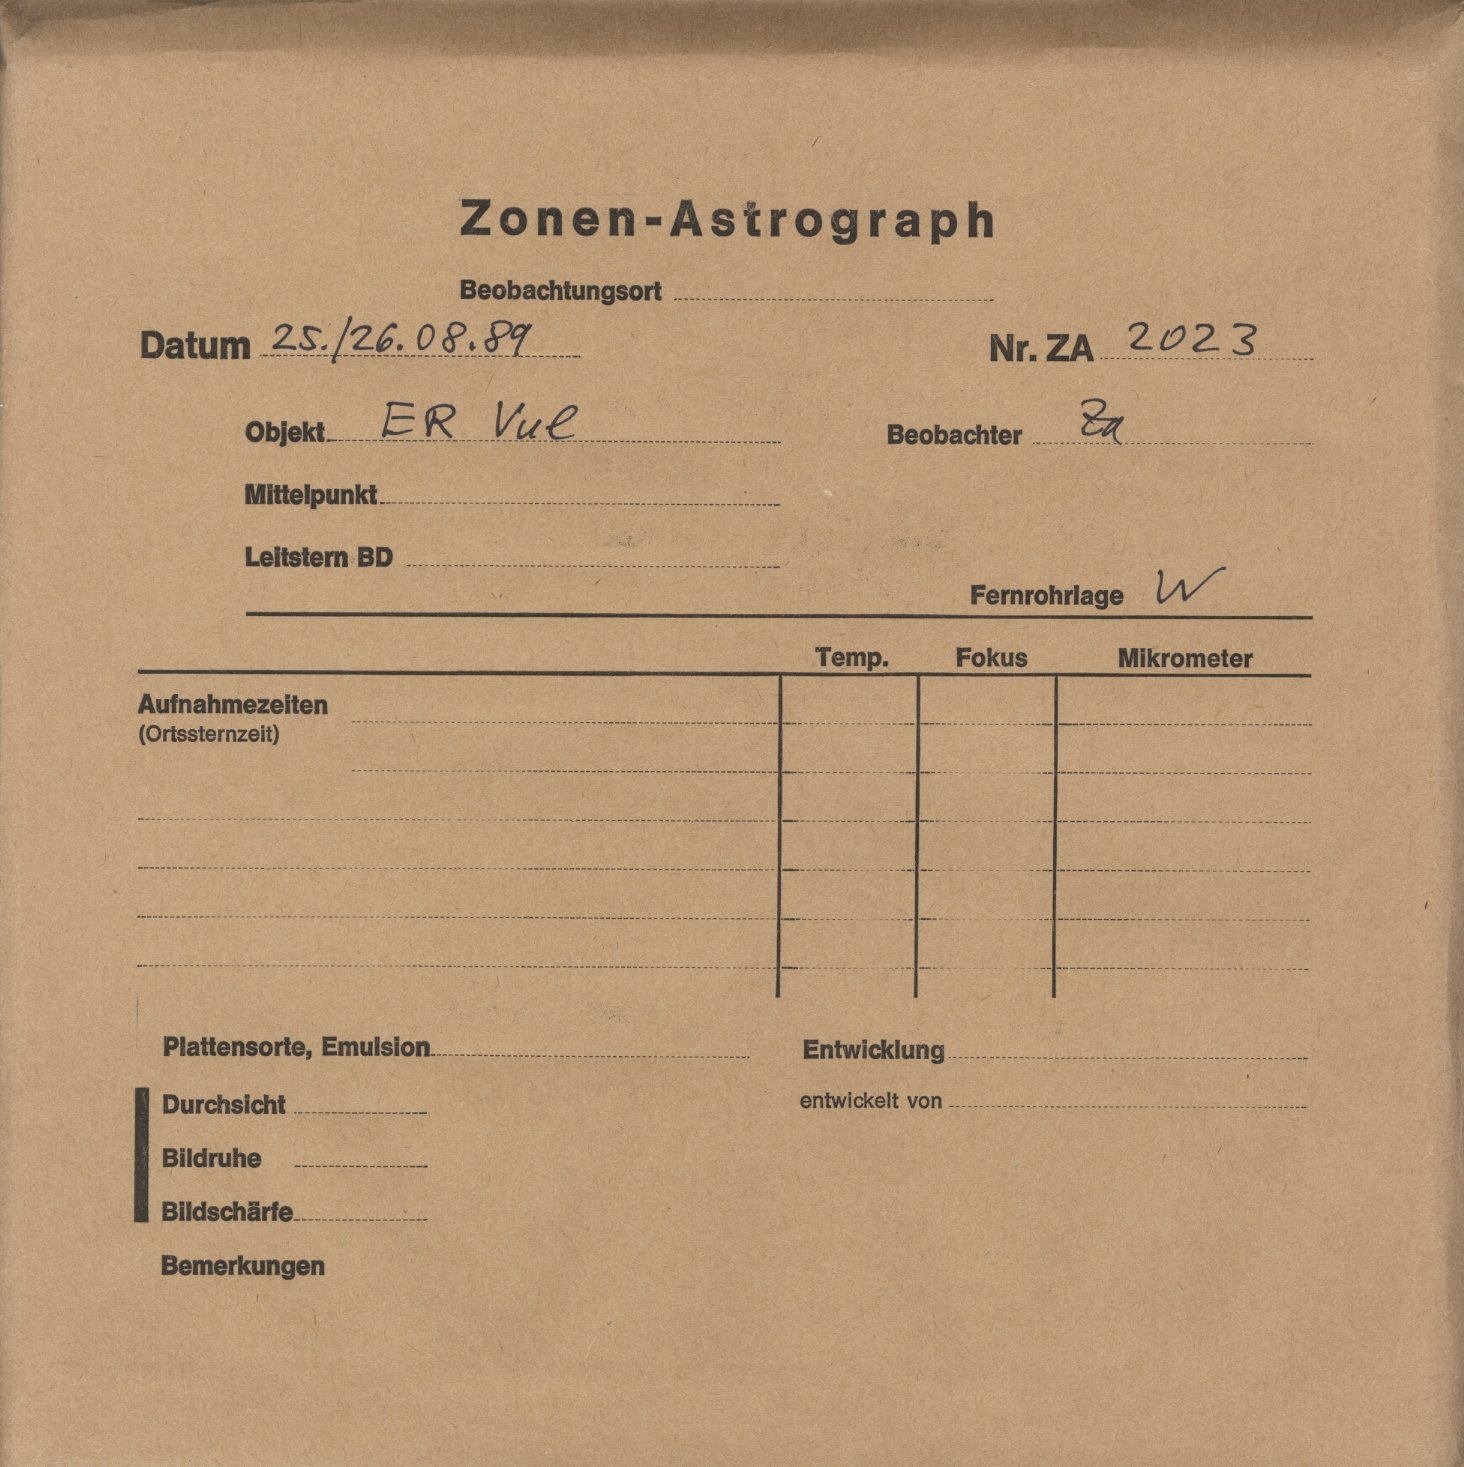 Zonen-Astrograph
Beobachtungsort
Datum 25./26.08.89 Nr. ZA 2023
Objekt ER Vul Beobachter Za
Mittelpunkt
Leitstern BD
Fernrohrlage W
Temp. Fokus Mikrometer
Aufnahmezeiten
(Ortssternzeit)
Plattensorte, Emulsion Entwicklung
Durchsicht entwickelt von
Bildruhe
Bildschärfe
Bemerkungen